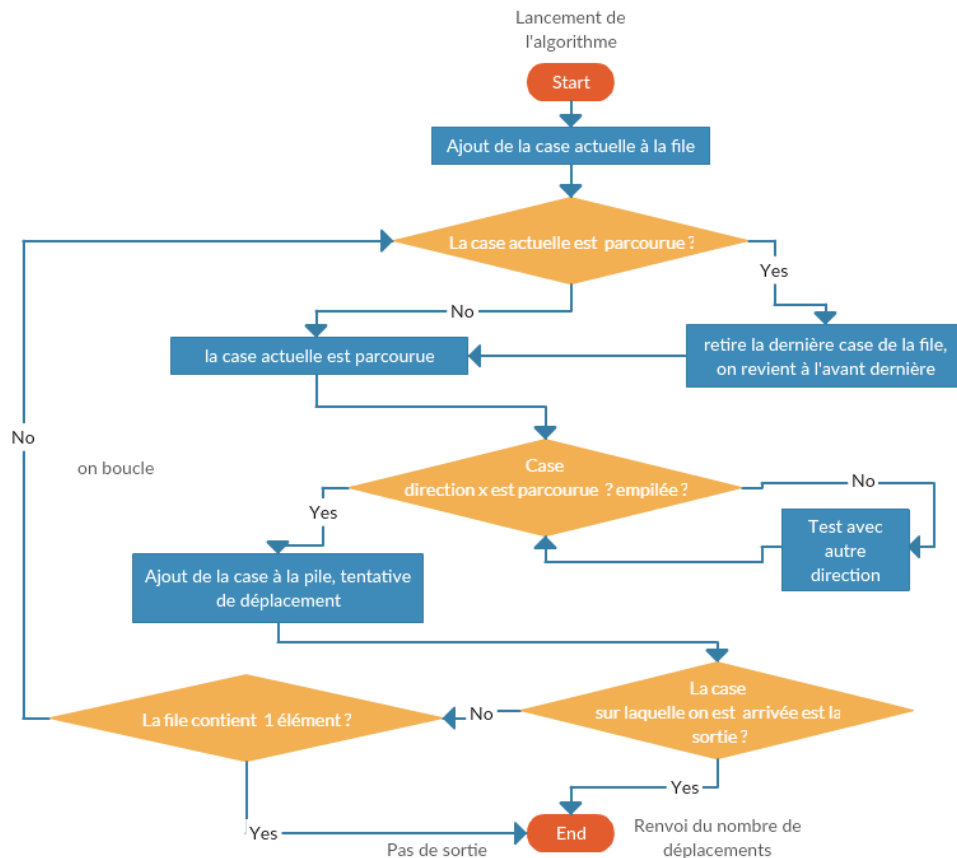 Lancement de
l'algorithme
Start
Ajout de la case actuelle à la file
La case actuelle est parcourue ?
Yes
No
retire la dernière case de la file,
on revient à l'avant dernière
la case actuelle est parcourue
No
on boucle
Case
direction x est parcourue ? empilée ?
No
Yes
Test avec
autre
direction
Ajout de la case à la pile, tentative
de déplacement
La case
sur laquelle on est arrivée est la
sortie ?
No
La file contient 1 élément ?
Yes
Yes
Pas de sortie
End
Renvoi du nombre de
déplacements